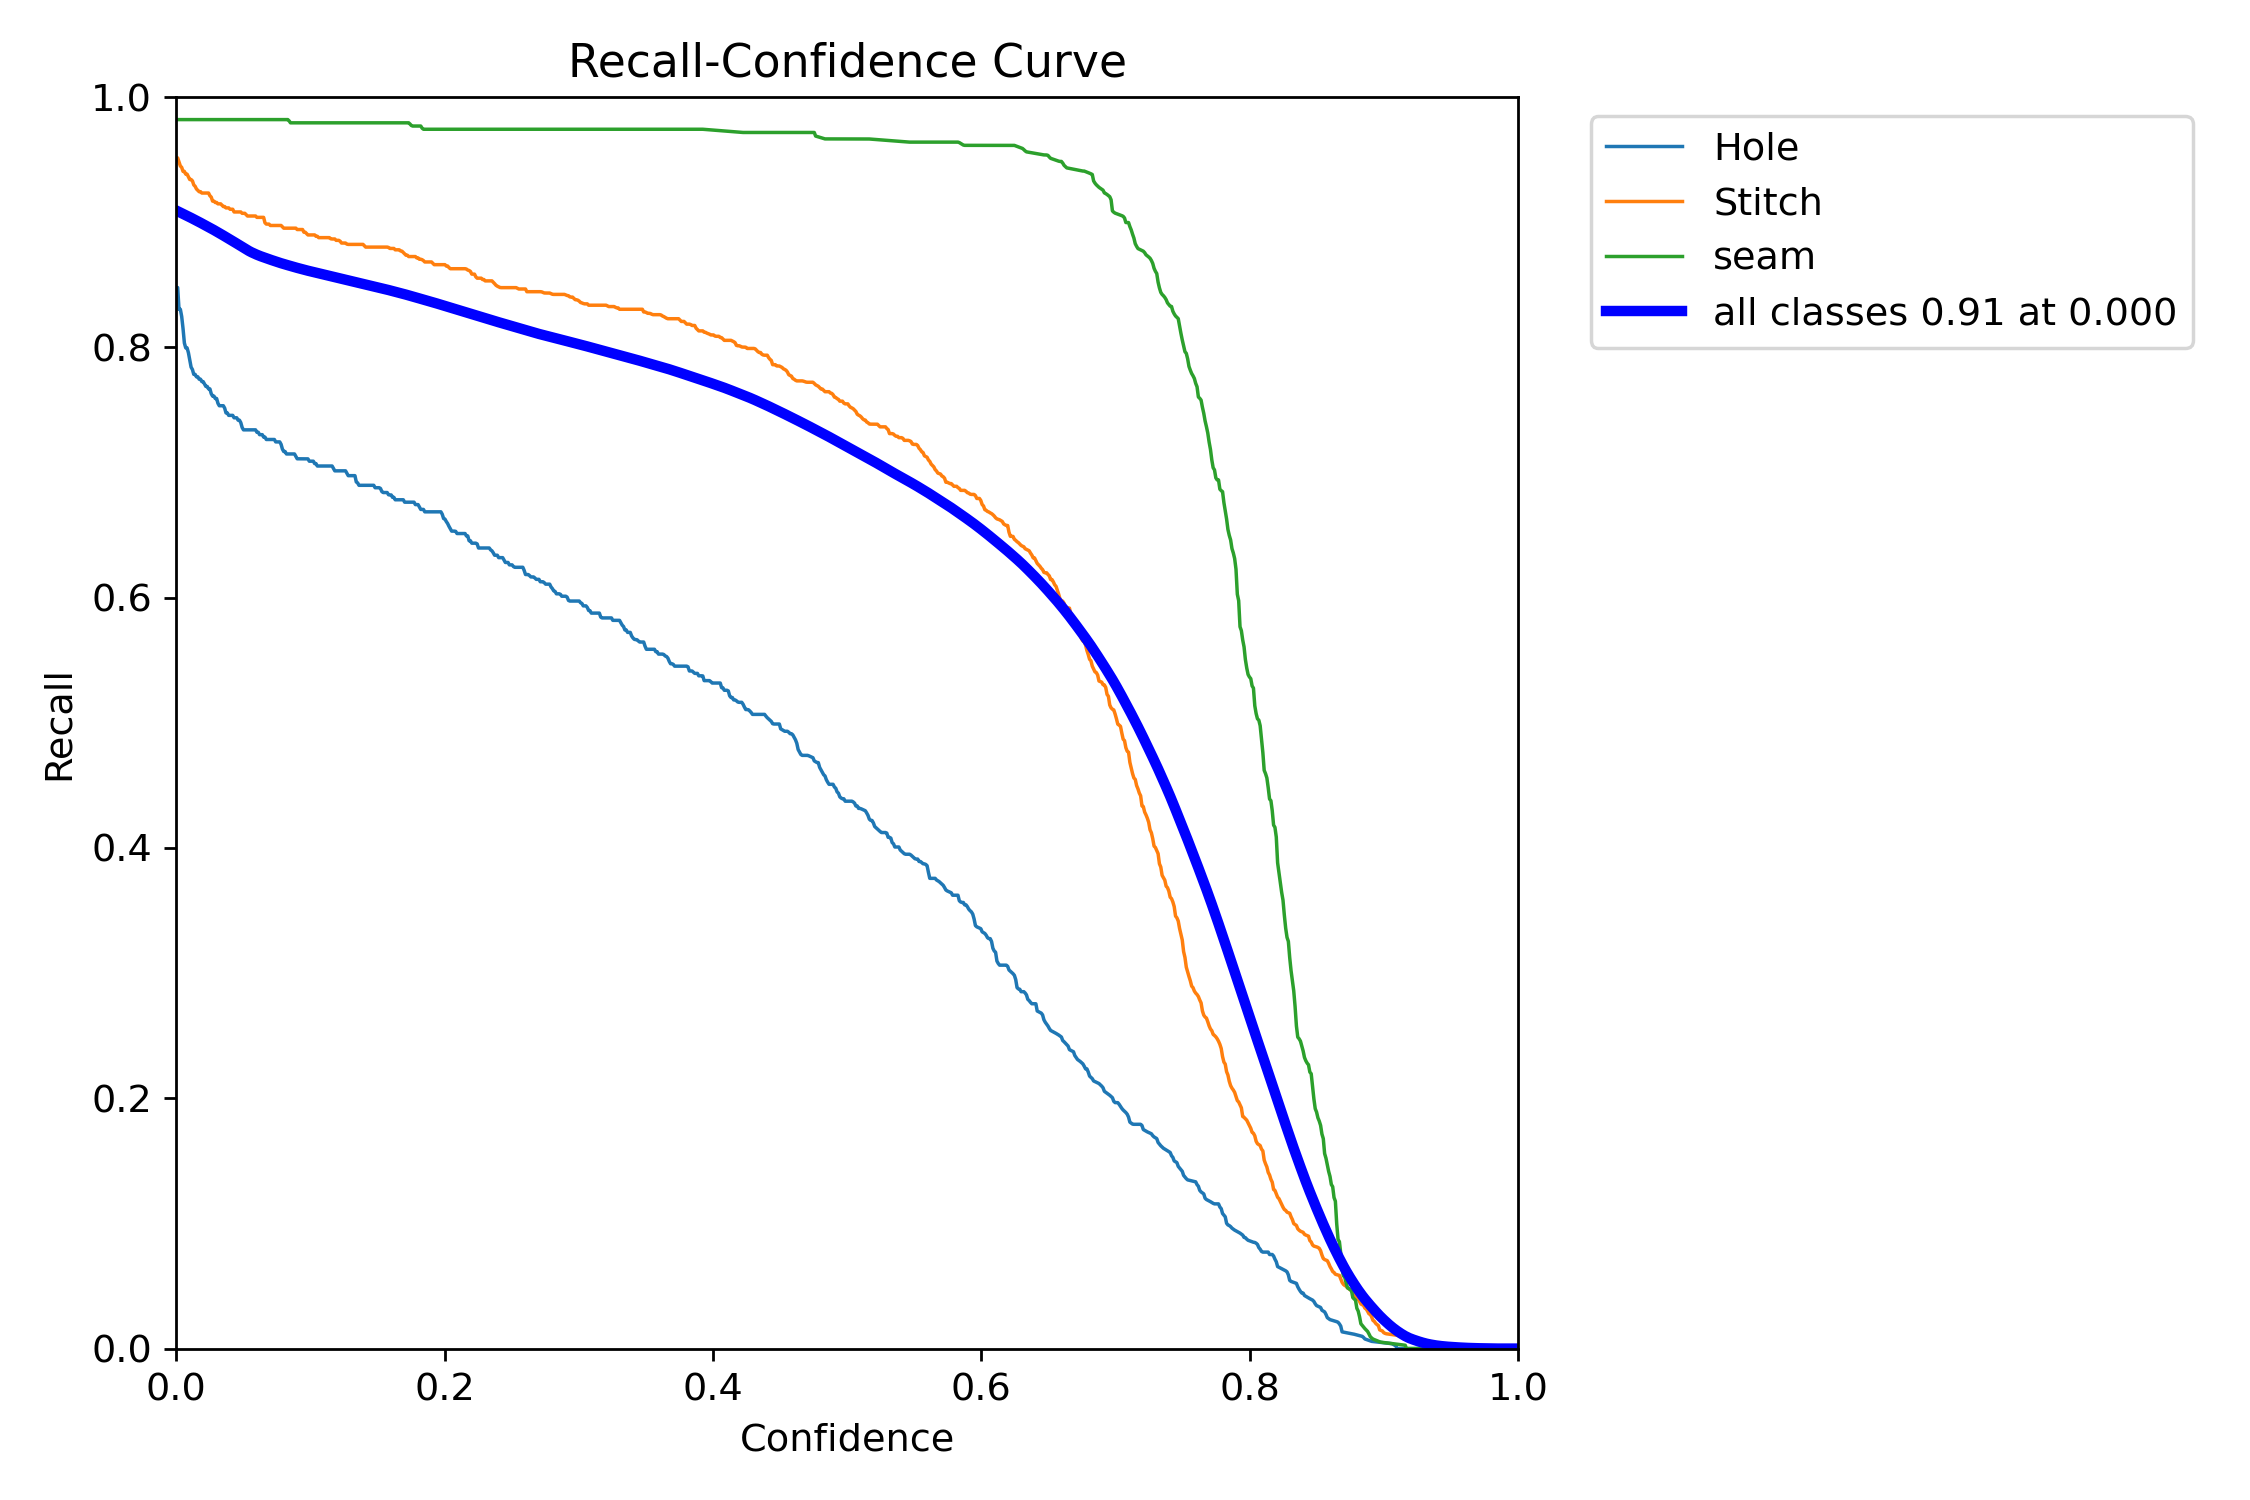 Recall-Confidence Curve
1.0
0.8
0.6
0.4
0.2
0.0
Recall
0.0 0.2 0.4 0.6 0.8 1.0
Confidence
Hole
Stitch
seam
all classes 0.91 at 0.000